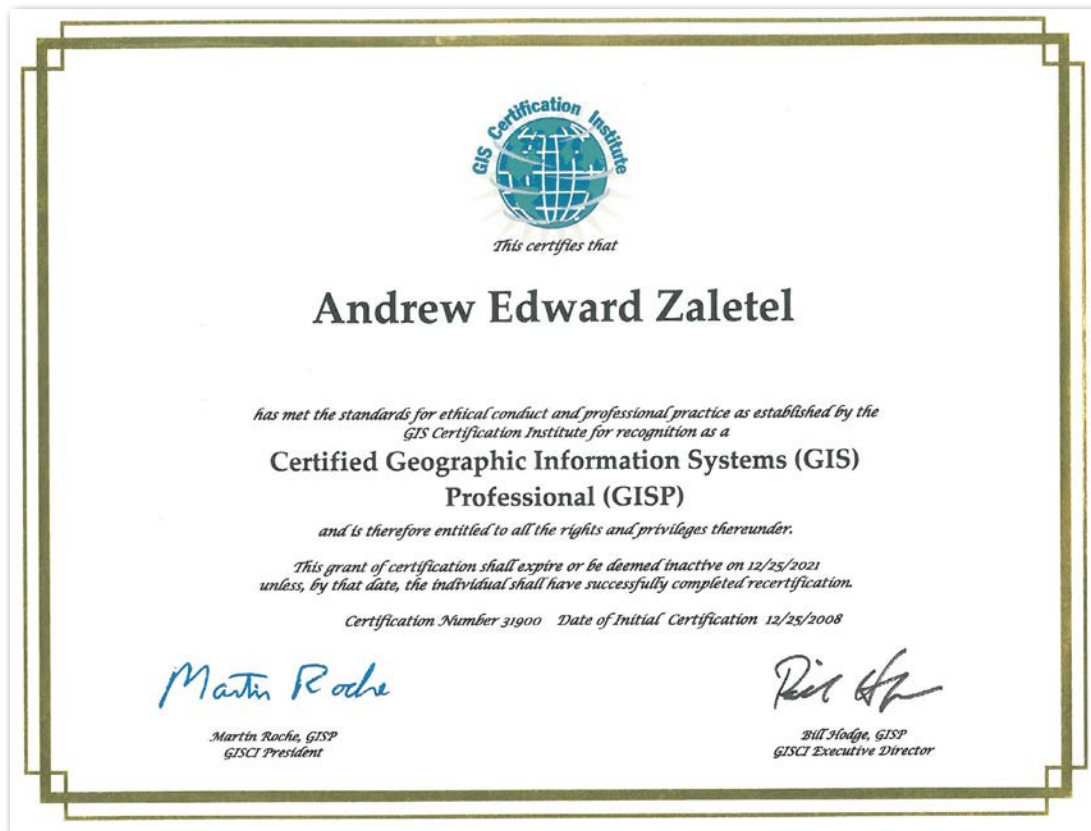 GIS Certification Institute
This certifies that
Andrew Edward Zaletel
has met the standards for ethical conduct and professional practice as established by the
GIS Certification Institute for recognition as a
Certified Geographic Information Systems (GIS)
Professional (GISP)
and is therefore entitled to all the rights and privileges thereunder.
This grant of certification shall expire or be deemed inactive on 12/25/2021
unless, by that date, the individual shall have successfully completed recertification.
Certification Number 31900 Date of Initial Certification 12/25/2008
Martin Roche
Martin Roche, GISP
GISCI President
Bill Hodge, GISP
GISCI Executive Director